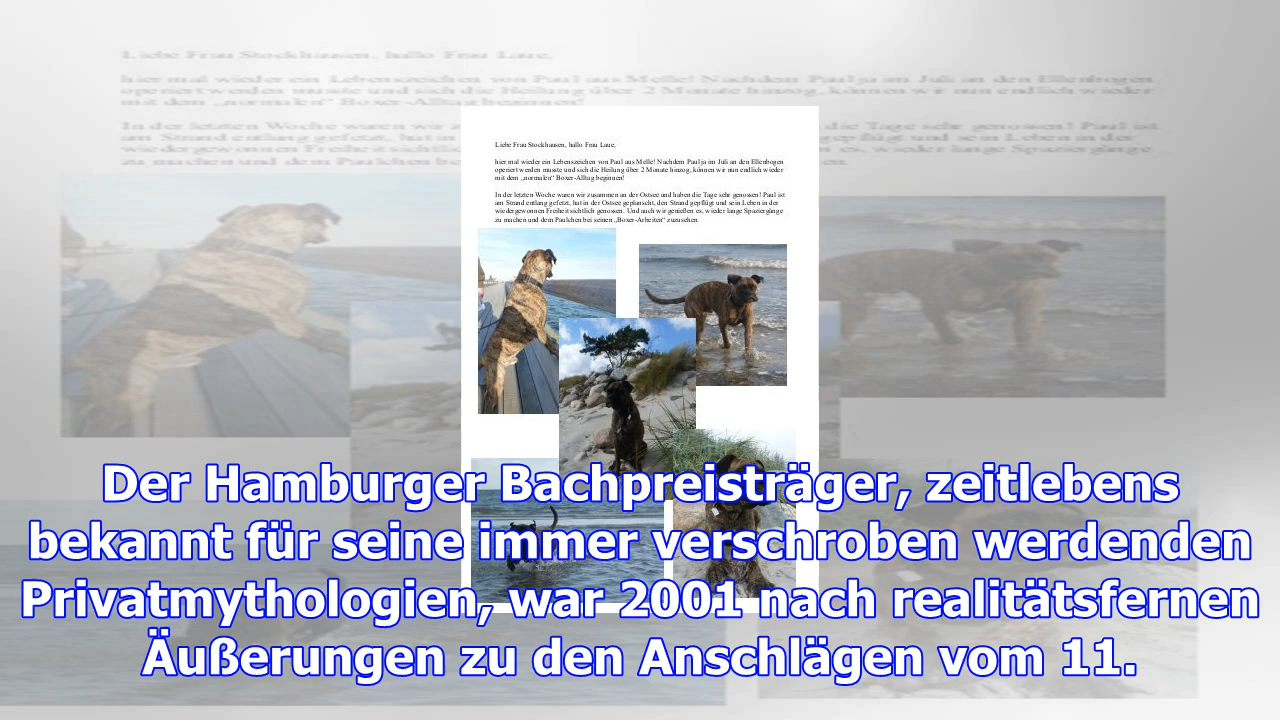 Liebe Frau Stockhausen, hallo Frau Laue,
hier mal wieder ein Lebenszeichen von Paul aus Melle! Nachdem Paul ja im Juli an den Ellenbogen
operiert werden musste und sich die Heilung über 2 Monate hinzog, können wir nun endlich wieder
mit dem „normalen“ Boxer-Alltag beginnen!
In der letzten Woche waren wir zusammen an der Ostsee und haben die Tage sehr genossen! Paul ist
am Strand entlang gefetzt, hat in der Ostsee geplanscht, den Strand gepflügt und sein Leben in der
wiedergewonnen Freiheit sichtlich genossen. Und auch wir genießen es, wieder lange Spaziergänge
zu machen und dem Paulchen bei seinen „Boxer-Arbeiten“ zuzusehen.
Der Hamburger Bachpreisträger, zeitlebens
bekannt für seine immer verschroben werdenden
Privatmythologien, war 2001 nach realitätsfernen
Äußerungen zu den Anschlägen vom 11.